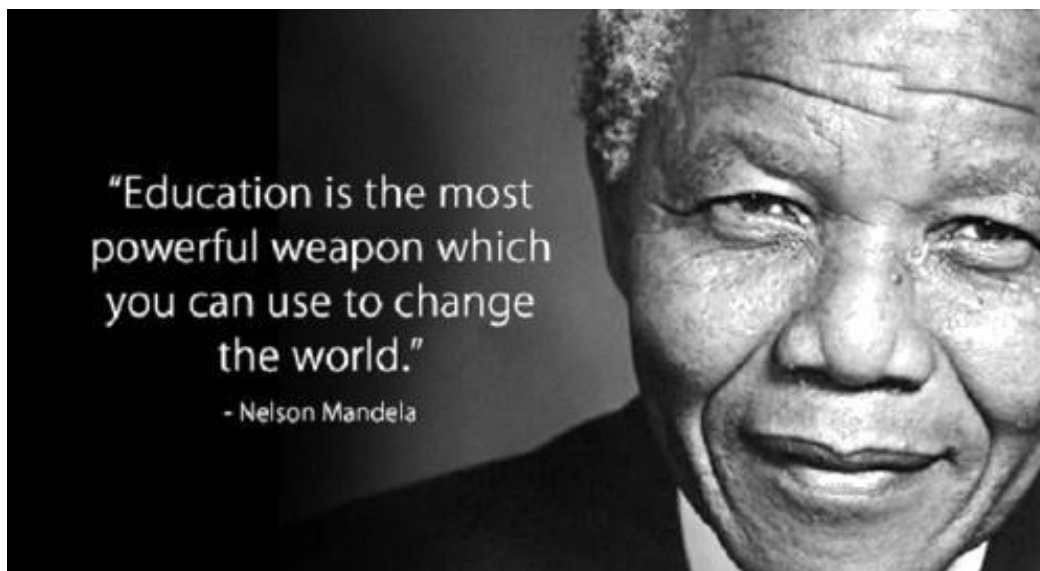 “Education is the most
powerful weapon which
you can use to change
the world.”
- Nelson Mandela